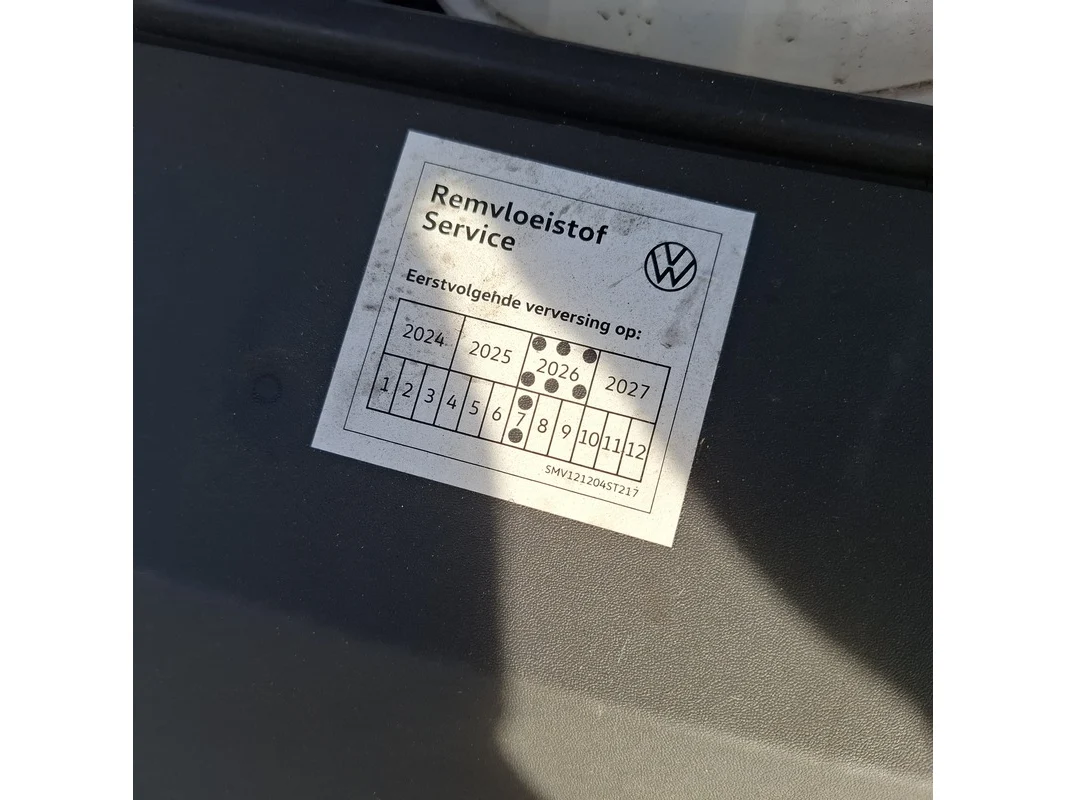 Remvloeistof
Service
Eerstvolgende verversing op:
2024 2025 2026 2027
1 2 3 4 5 6 7 8 9 10 11 12
SMV121204ST217